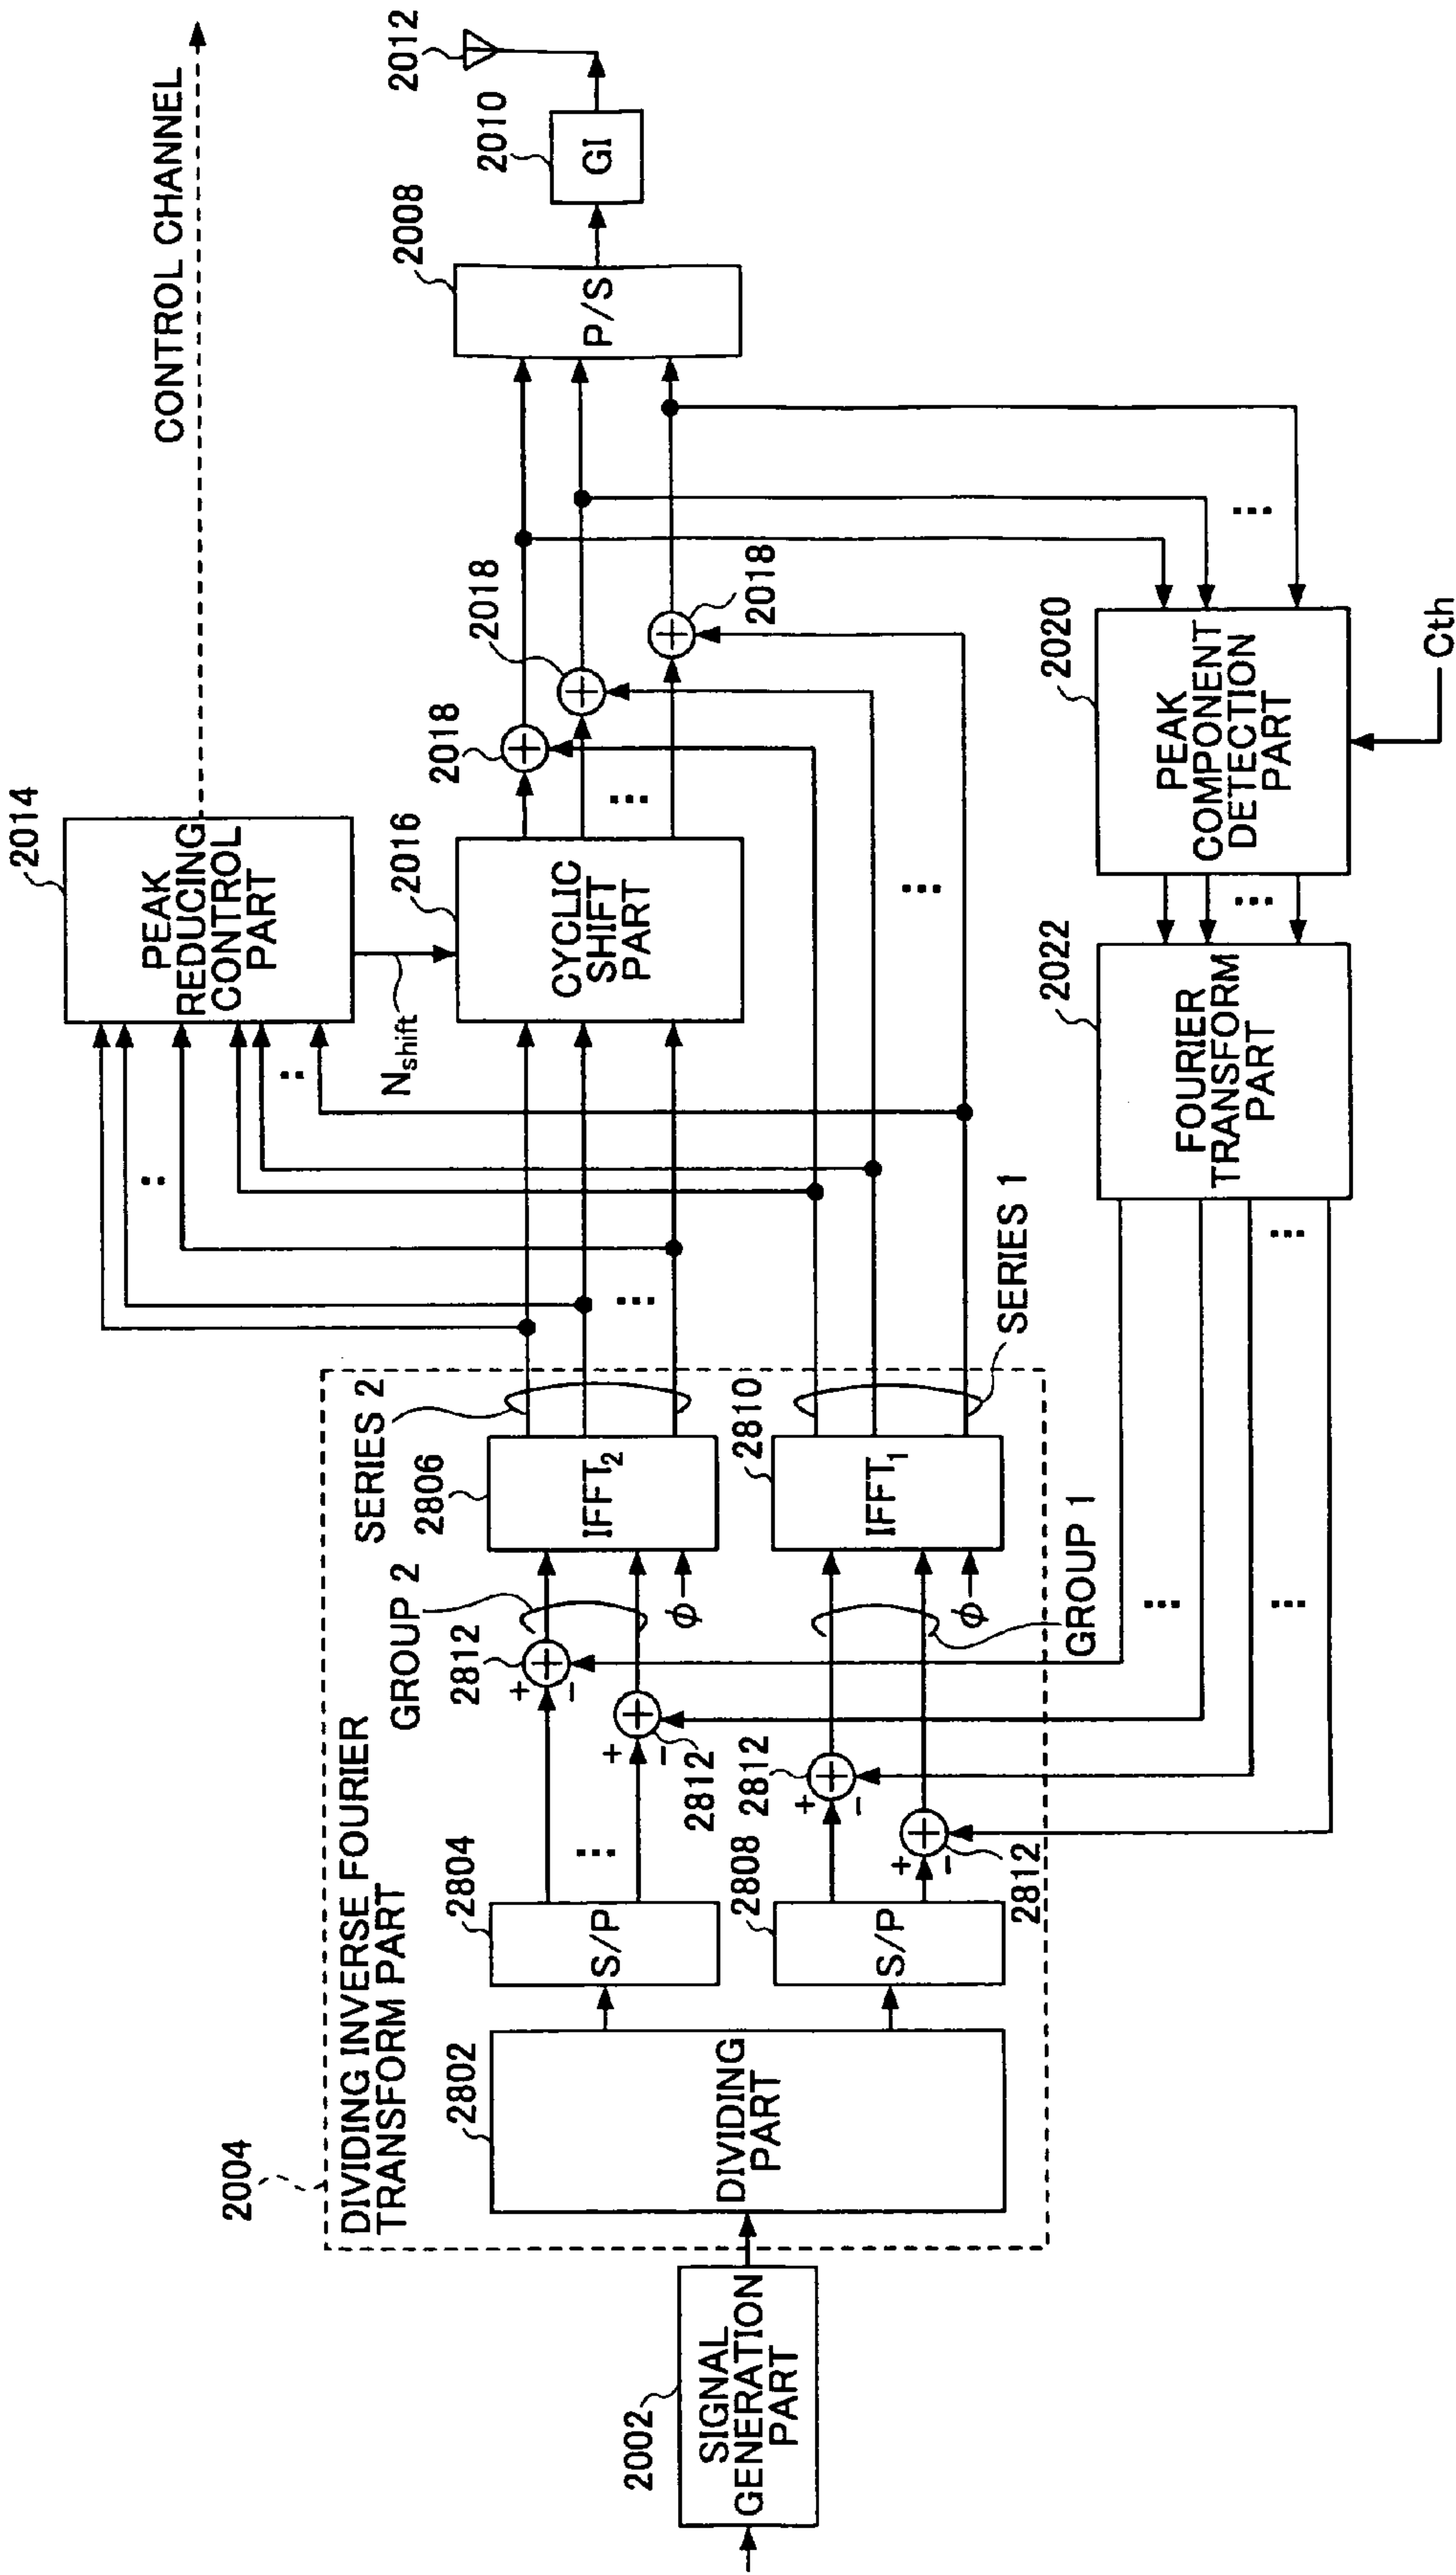 CONTROL CHANNEL
2014
PEAK
REDUCING
CONTROL
PART
N_shift
2016
CYCLIC
SHIFT
PART
2018
2018
2018
2008
P/S
2010
GI
2012
2004
DIVIDING INVERSE FOURIER
TRANSFORM PART
2002
SIGNAL
GENERATION
PART
2802
DIVIDING
PART
2804
S/P
2808
S/P
2812
2812
2812
2812
+
-
+
-
+
-
+
-
GROUP 2
GROUP 1
2806
IFFT₂
ϕ
2810
IFFT₁
ϕ
SERIES 2
SERIES 1
2022
FOURIER
TRANSFORM
PART
2020
PEAK
COMPONENT
DETECTION
PART
Cth